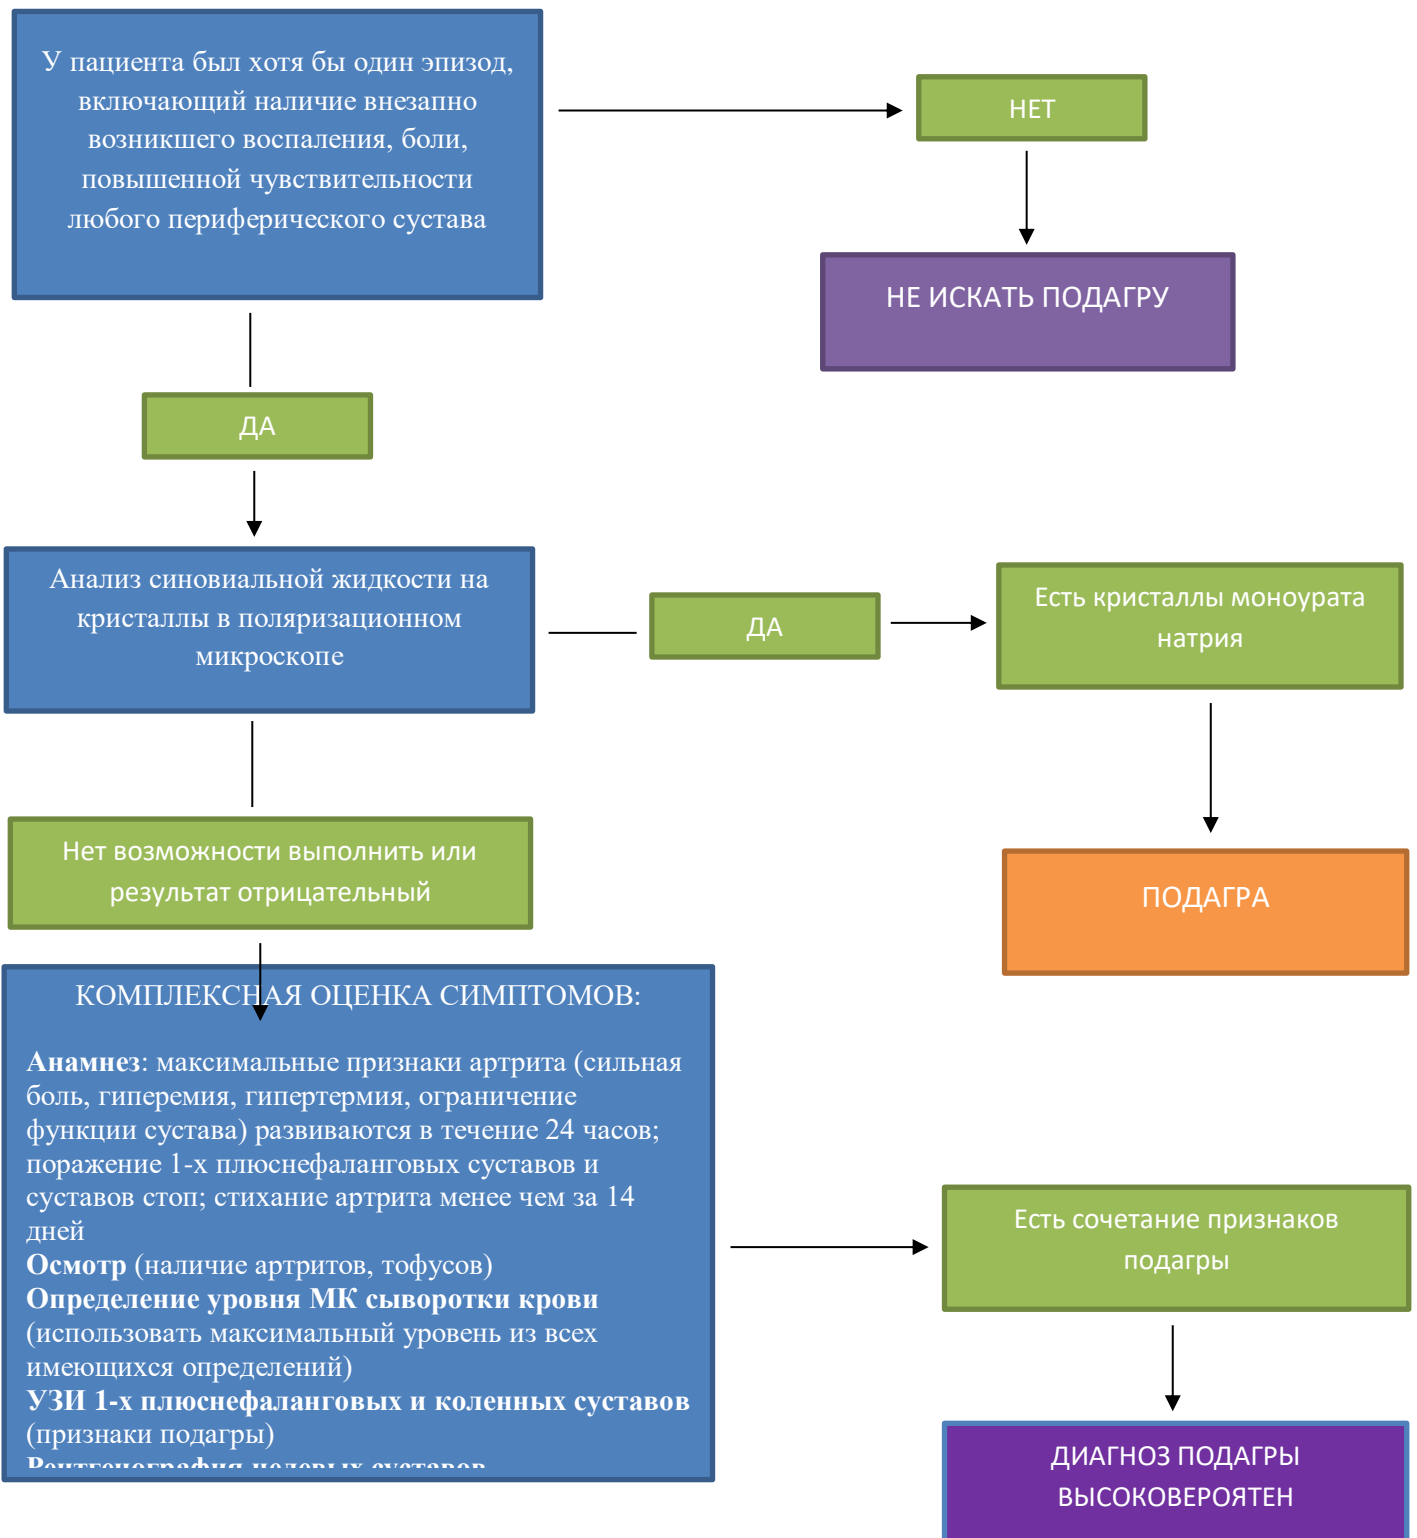 У пациента был хотя бы один эпизод,
включающий наличие внезапно
возникшего воспаления, боли,
повышенной чувствительности
любого периферического сустава
НЕТ
НЕ ИСКАТЬ ПОДАГРУ
ДА
Анализ синовиальной жидкости на
кристаллы в поляризационном
микроскопе
ДА
Есть кристаллы моноурата
натрия
Нет возможности выполнить или
результат отрицательный
ПОДАГРА
КОМПЛЕКСНАЯ ОЦЕНКА СИМПТОМОВ:
Анамнез: максимальные признаки артрита (сильная
боль, гиперемия, гипертермия, ограничение
функции сустава) развиваются в течение 24 часов;
поражение 1-х плюснефаланговых суставов и
суставов стоп; стихание артрита менее чем за 14
дней
Осмотр (наличие артритов, тофусов)
Определение уровня МК сыворотки крови
(использовать максимальный уровень из всех
имеющихся определений)
УЗИ 1-х плюснефаланговых и коленных суставов
(признаки подагры)
Рентгенография целевых суставов
Есть сочетание признаков
подагры
ДИАГНОЗ ПОДАГРЫ
ВЫСОКОВЕРОЯТЕН